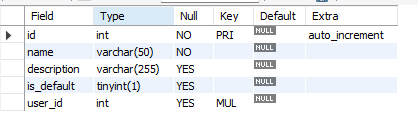 Field Type Null Key Default Extra
id int NO PRI NULL auto_increment
name varchar(50) NO NULL
description varchar(255) YES NULL
is_default tinyint(1) YES NULL
user_id int YES MUL NULL